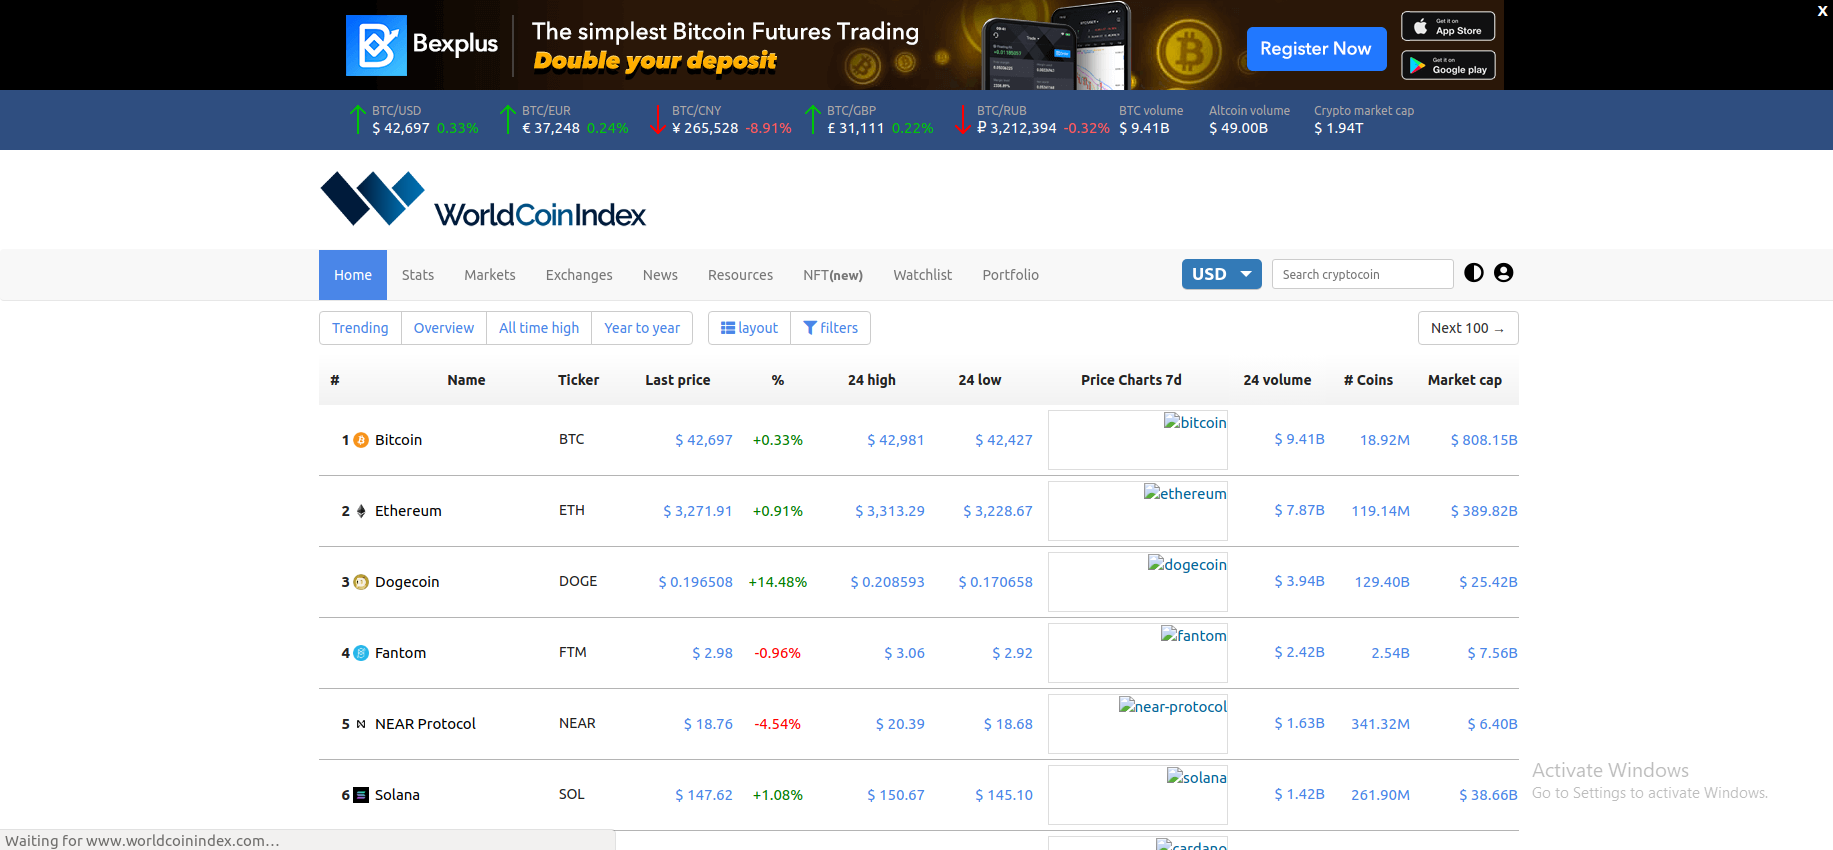 X
Bexplus
The simplest Bitcoin Futures Trading
Double your deposit
Register Now
Get it on
App Store
Get it on
Google play
BTC/USD
$ 42,697 0.33%
BTC/EUR
€ 37,248 0.24%
BTC/CNY
¥ 265,528 -8.91%
BTC/GBP
£ 31,111 0.22%
BTC/RUB
₽ 3,212,394 -0.32%
BTC volume
$ 9.41B
Altcoin volume
$ 49.00B
Crypto market cap
$ 1.94T
WorldCoinIndex
Home Stats Markets Exchanges News Resources NFT(new) Watchlist Portfolio USD Search cryptocoin
Trending Overview All time high Year to year layout filters Next 100 →
# Name Ticker Last price % 24 high 24 low Price Charts 7d 24 volume # Coins Market cap
1 Bitcoin BTC $ 42,697 +0.33% $ 42,981 $ 42,427 bitcoin $ 9.41B 18.92M $ 808.15B
2 Ethereum ETH $ 3,271.91 +0.91% $ 3,313.29 $ 3,228.67 ethereum $ 7.87B 119.14M $ 389.82B
3 Dogecoin DOGE $ 0.196508 +14.48% $ 0.208593 $ 0.170658 dogecoin $ 3.94B 129.40B $ 25.42B
4 Fantom FTM $ 2.98 -0.96% $ 3.06 $ 2.92 fantom $ 2.42B 2.54B $ 7.56B
5 NEAR Protocol NEAR $ 18.76 -4.54% $ 20.39 $ 18.68 near-protocol $ 1.63B 341.32M $ 6.40B
6 Solana SOL $ 147.62 +1.08% $ 150.67 $ 145.10 solana $ 1.42B 261.90M $ 38.66B
cardano
Activate Windows
Go to Settings to activate Windows.
Waiting for www.worldcoinindex.com…